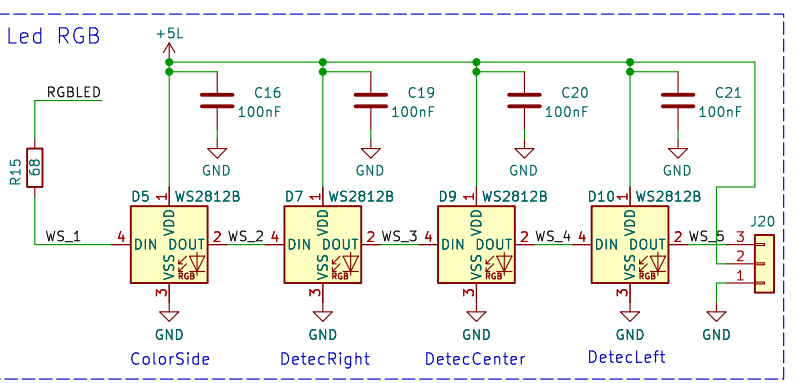 Led RGB
+5L
RGBLED
C16
100nF
C19
100nF
C20
100nF
C21
100nF
GND
GND
GND
GND
R15
68
D5
1
WS2812B
D7
1
WS2812B
D9
1
WS2812B
D10
1
WS2812B
J20
WS_1
4
DIN
VDD
DOUT
VSS
RGB
2
3
WS_2
4
DIN
VDD
DOUT
VSS
RGB
2
3
WS_3
4
DIN
VDD
DOUT
VSS
RGB
2
3
WS_4
4
DIN
VDD
DOUT
VSS
RGB
2
3
WS_5
3
2
1
GND
GND
GND
GND
GND
ColorSide
DetecRight
DetecCenter
DetecLeft